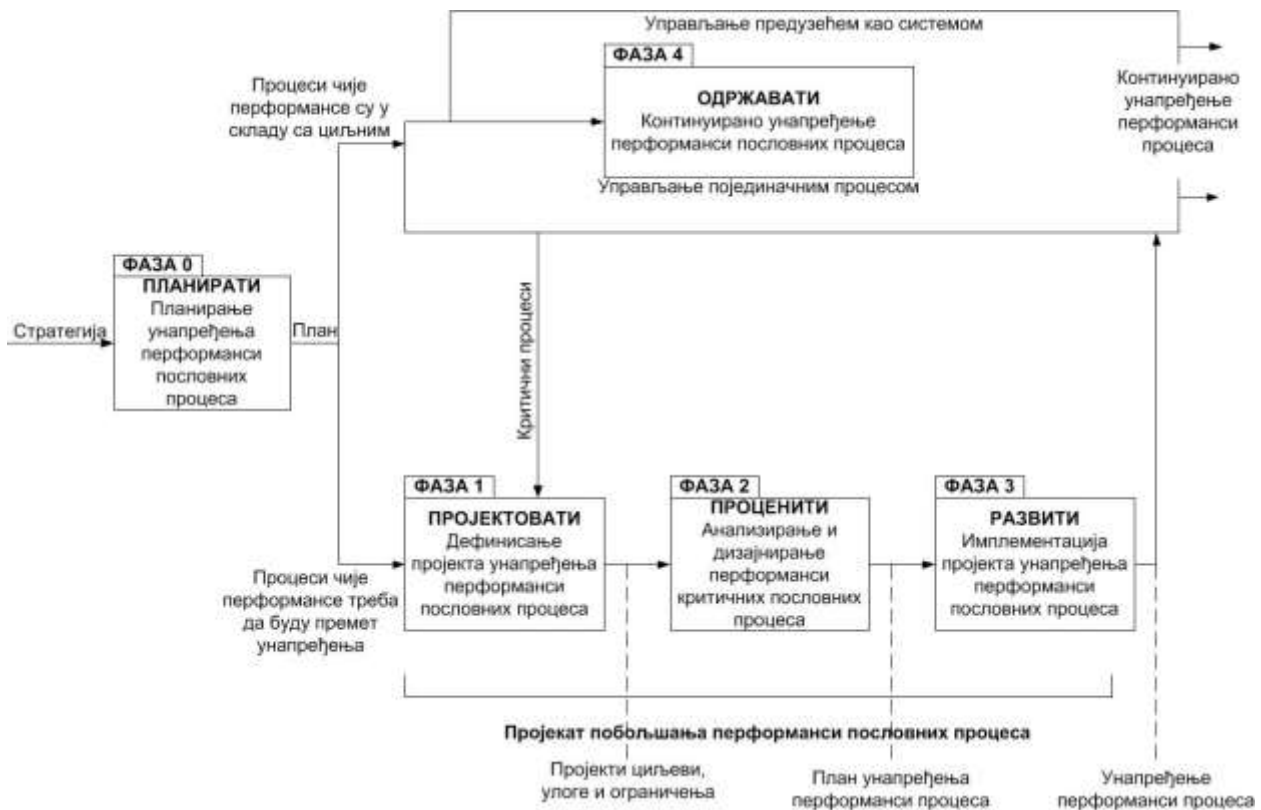 Управљање предузећем као системом
ФАЗА 4
ОДРЖАВАТИ
Континуирано унапређење
перформанси пословних процеса
Управљање појединачним процесом
Процеси чије
перформансе су у
складу са циљним
Континуирано
унапређење
перформанси
процеса
Стратегија
ФАЗА 0
ПЛАНИРАТИ
Планирање
унапређења
перформанси
пословних
процеса
План
Критични процеси
Процеси чије
перформансе треба
да буду премет
унапређења
ФАЗА 1
ПРОЈЕКТОВАТИ
Дефинисање
пројекта унапређења
перформанси
пословних процеса
ФАЗА 2
ПРОЦЕНИТИ
Анализирање и
дизајнирање
перформанси
критичних пословних
процеса
ФАЗА 3
РАЗВИТИ
Имплементација
пројекта унапређења
перформанси
пословних процеса
Пројекат побољшања перформанси пословних процеса
Пројекти циљеви,
улоге и ограничења
План унапређења
перформанси процеса
Унапређење
перформанси процеса